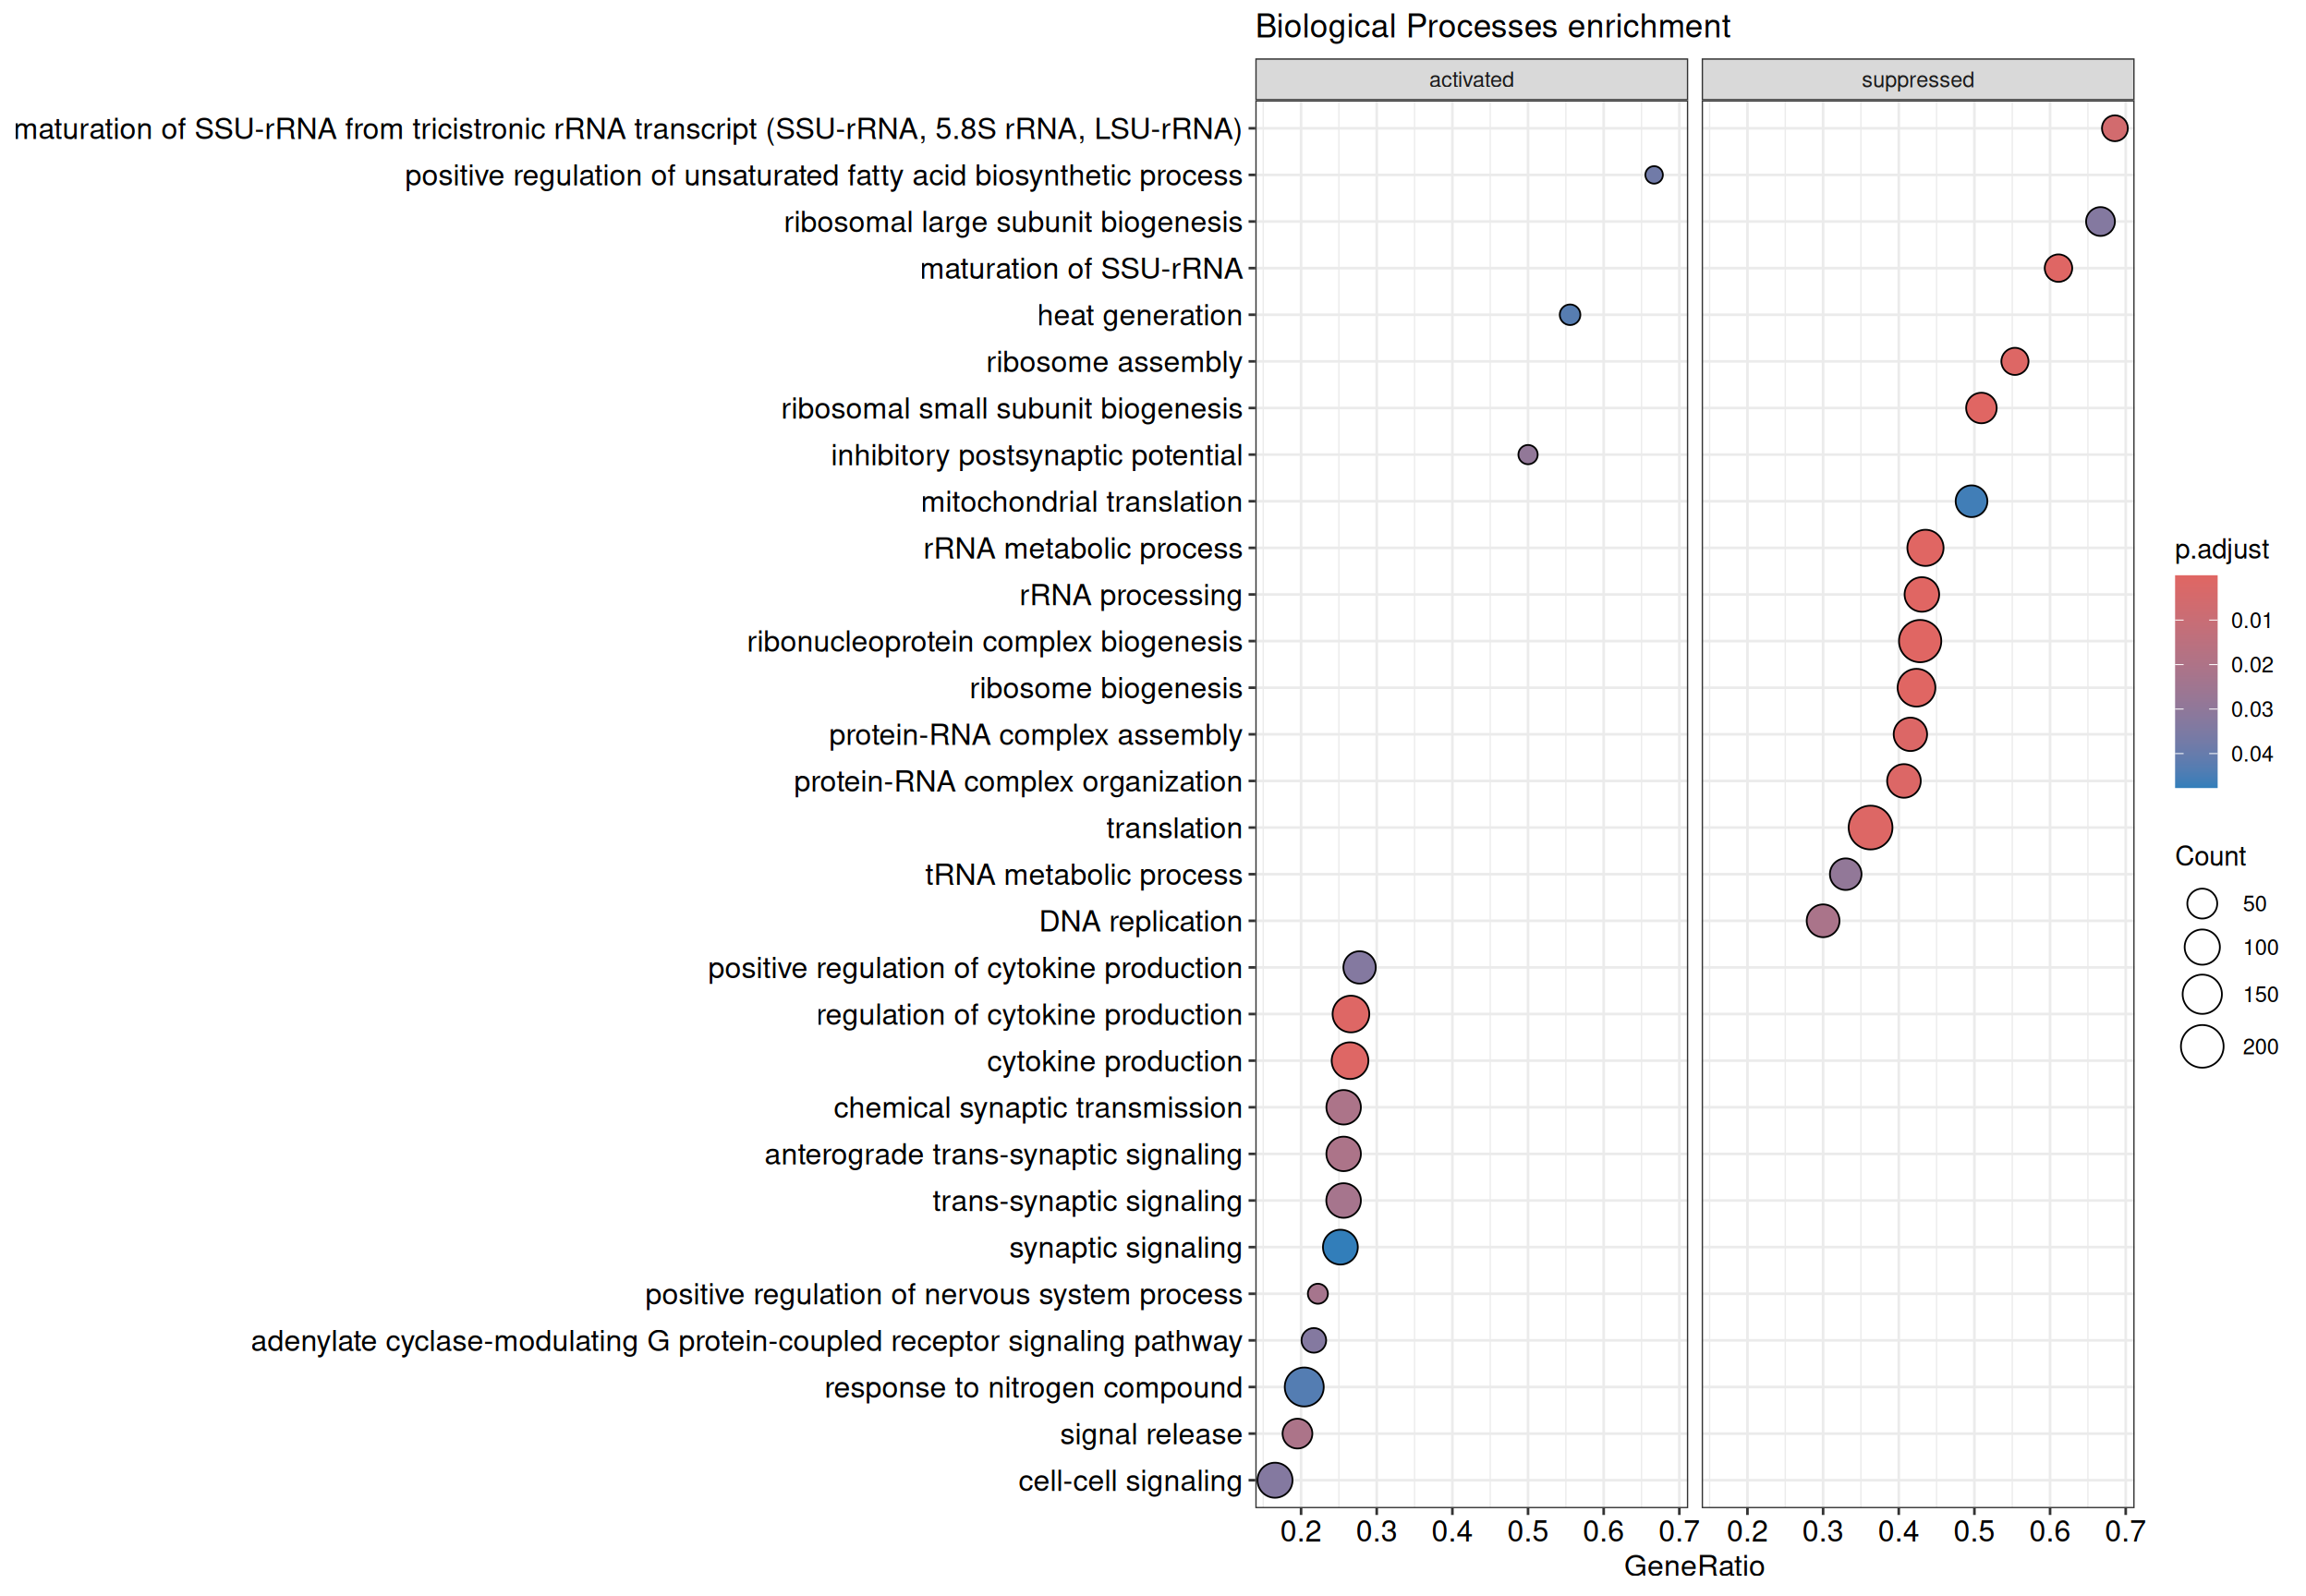 Biological Processes enrichment
activated
suppressed
maturation of SSU-rRNA from tricistronic rRNA transcript (SSU-rRNA, 5.8S rRNA, LSU-rRNA)
positive regulation of unsaturated fatty acid biosynthetic process
ribosomal large subunit biogenesis
maturation of SSU-rRNA
heat generation
ribosome assembly
ribosomal small subunit biogenesis
inhibitory postsynaptic potential
mitochondrial translation
rRNA metabolic process
rRNA processing
ribonucleoprotein complex biogenesis
ribosome biogenesis
protein-RNA complex assembly
protein-RNA complex organization
translation
tRNA metabolic process
DNA replication
positive regulation of cytokine production
regulation of cytokine production
cytokine production
chemical synaptic transmission
anterograde trans-synaptic signaling
trans-synaptic signaling
synaptic signaling
positive regulation of nervous system process
adenylate cyclase-modulating G protein-coupled receptor signaling pathway
response to nitrogen compound
signal release
cell-cell signaling
0.2 0.3 0.4 0.5 0.6 0.7
0.2 0.3 0.4 0.5 0.6 0.7
GeneRatio
p.adjust
0.01
0.02
0.03
0.04
Count
50
100
150
200